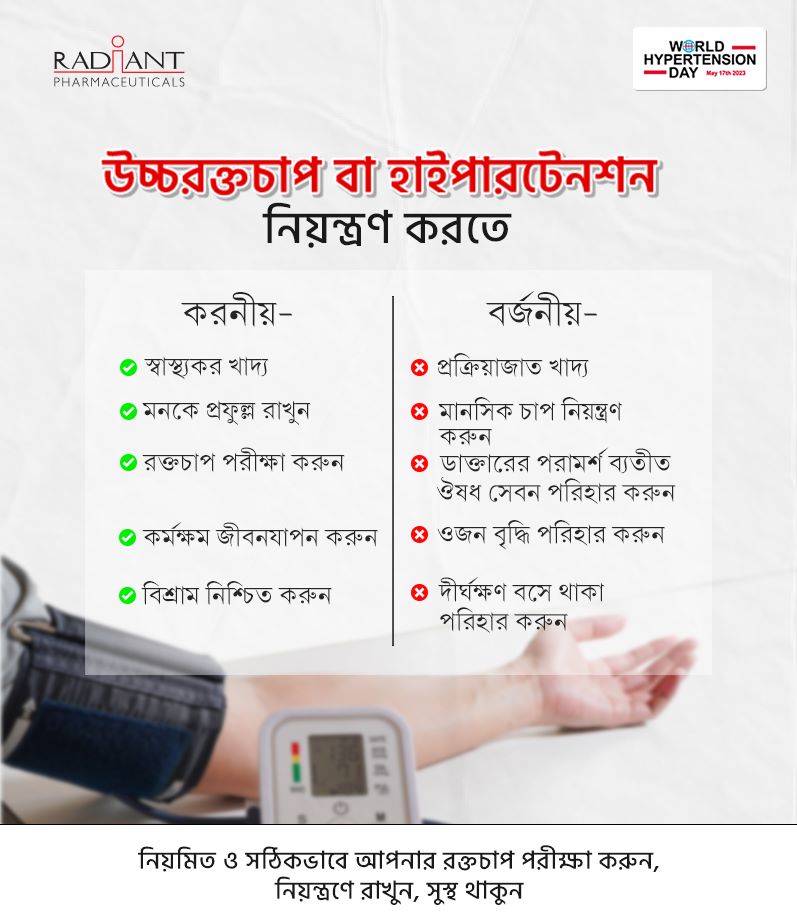 RADiANT
PHARMACEUTICALS
WORLD
HYPERTENSION
DAY May 17th 2023
উচ্চরক্তচাপ বা হাইপারটেনশন
নিয়ন্ত্রণ করতে
করনীয়-
স্বাস্থ্যকর খাদ্য
মনকে প্রফুল্ল রাখুন
রক্তচাপ পরীক্ষা করুন
কর্মক্ষম জীবনযাপন করুন
বিশ্রাম নিশ্চিত করুন
বর্জনীয়-
প্রক্রিয়াজাত খাদ্য
মানসিক চাপ নিয়ন্ত্রণ
করুন
ডাক্তারের পরামর্শ ব্যতীত
ঔষধ সেবন পরিহার করুন
ওজন বৃদ্ধি পরিহার করুন
দীর্ঘক্ষণ বসে থাকা
পরিহার করুন
নিয়মিত ও সঠিকভাবে আপনার রক্তচাপ পরীক্ষা করুন,
নিয়ন্ত্রণে রাখুন, সুস্থ থাকুন